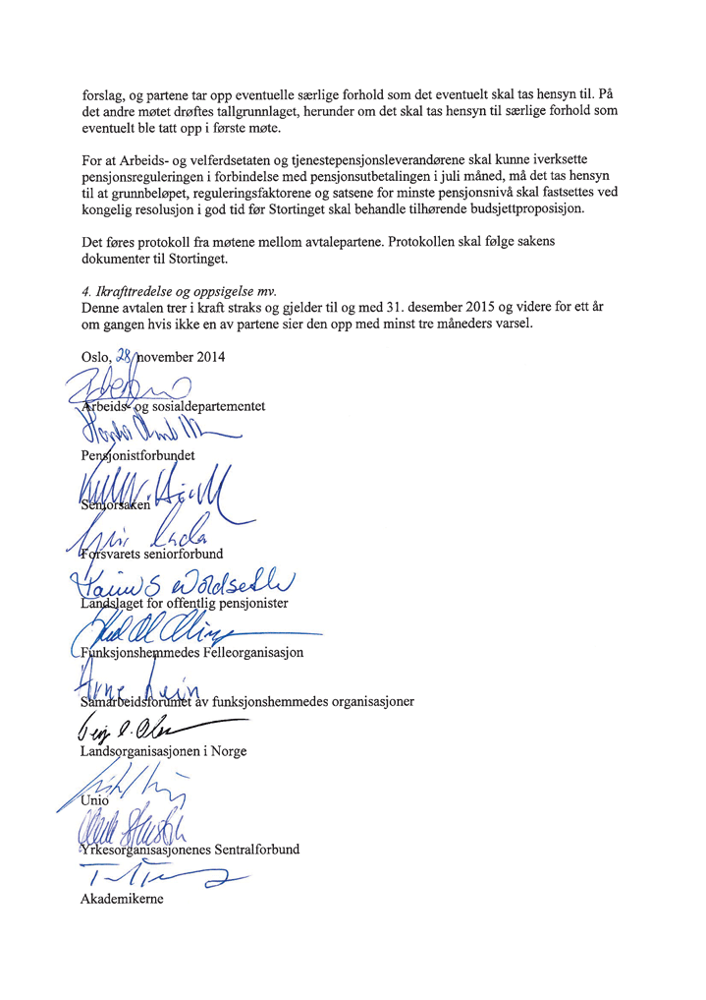 forslag, og partene tar opp eventuelle særlige forhold som det eventuelt skal tas hensyn til. På
det andre møtet drøftes tallgrunnlaget, herunder om det skal tas hensyn til særlige forhold som
eventuelt ble tatt opp i første møte.
For at Arbeids- og velferdsetaten og tjenestepensjonsleverandørene skal kunne iverksette
pensjonsreguleringen i forbindelse med pensjonsutbetalingen i juli måned, må det tas hensyn
til at grunnbeløpet, reguleringsfaktorene og satsene for minste pensjonsnivå skal fastsettes ved
kongelig resolusjon i god tid før Stortinget skal behandle tilhørende budsjettproposisjon.
Det føres protokoll fra møtene mellom avtalepartene. Protokollen skal følge sakens
dokumenter til Stortinget.
4. Ikrafttredelse og oppsigelse mv.
Denne avtalen trer i kraft straks og gjelder til og med 31. desember 2015 og videre for ett år
om gangen hvis ikke en av partene sier den opp med minst tre måneders varsel.
Oslo, 28 november 2014
Arbeids- og sosialdepartementet
Pensjonistforbundet
Seniorsaken
Forsvarets seniorforbund
Landslaget for offentlig pensjonister
Funksjonshemmedes Felleorganisasjon
Arne Lein
Samarbeidsforumet av funksjonshemmedes organisasjoner
Landsorganisasjonen i Norge
Unio
Yrkesorganisasjonenes Sentralforbund
Akademikerne